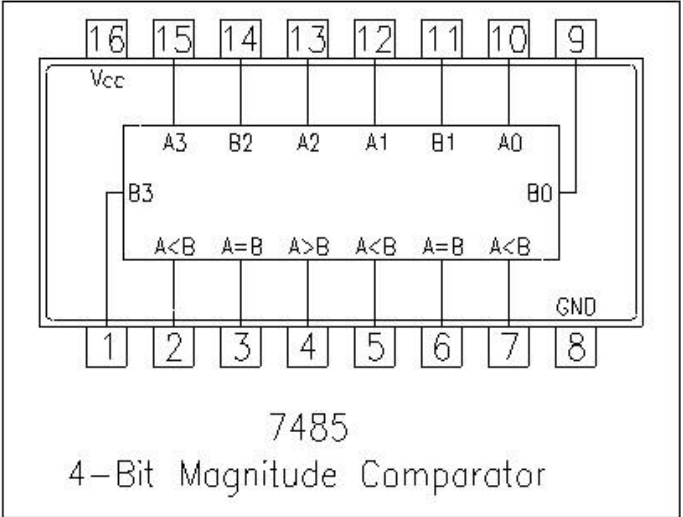 16 15 14 13 12 11 10 9
Vcc
A3 B2 A2 A1 B1 A0
B3 B0
A<B A=B A>B A<B A=B A<B
GND
1 2 3 4 5 6 7 8
7485
4-Bit Magnitude Comparator